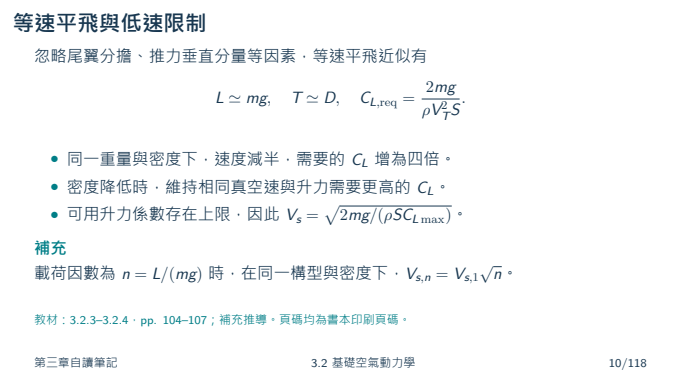 等速平飛與低速限制
忽略尾翼分擔、推力垂直分量等因素，等速平飛近似有
L ≃ mg, T ≃ D, C_{L,req} = 2mg / (ρV_T^2 S).
• 同一重量與密度下，速度減半，需要的 C_L 增為四倍。
• 密度降低時，維持相同真空速與升力需要更高的 C_L。
• 可用升力係數存在上限，因此 V_s = √(2mg/(ρSC_{L max}))。
補充
載荷因數為 n = L/(mg) 時，在同一構型與密度下，V_{s,n} = V_{s,1}√n。
教材：3.2.3–3.2.4，pp. 104–107；補充推導。頁碼均為書本印刷頁碼。
第三章自讀筆記 3.2 基礎空氣動力學 10/118